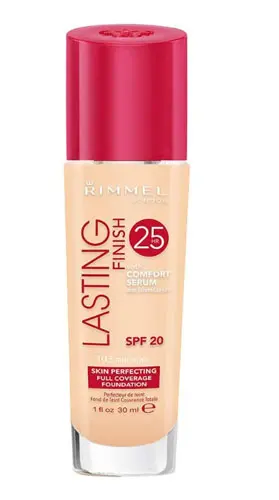 RIMMEL
LONDON
LASTING
FINISH
25
HR
COMFORT
SERUM
SPF 20
SKIN PERFECTING
FULL COVERAGE
FOUNDATION
Perfecteur de teint
Fond de Teint Couvrance totale
1 fl oz 30 ml ℮